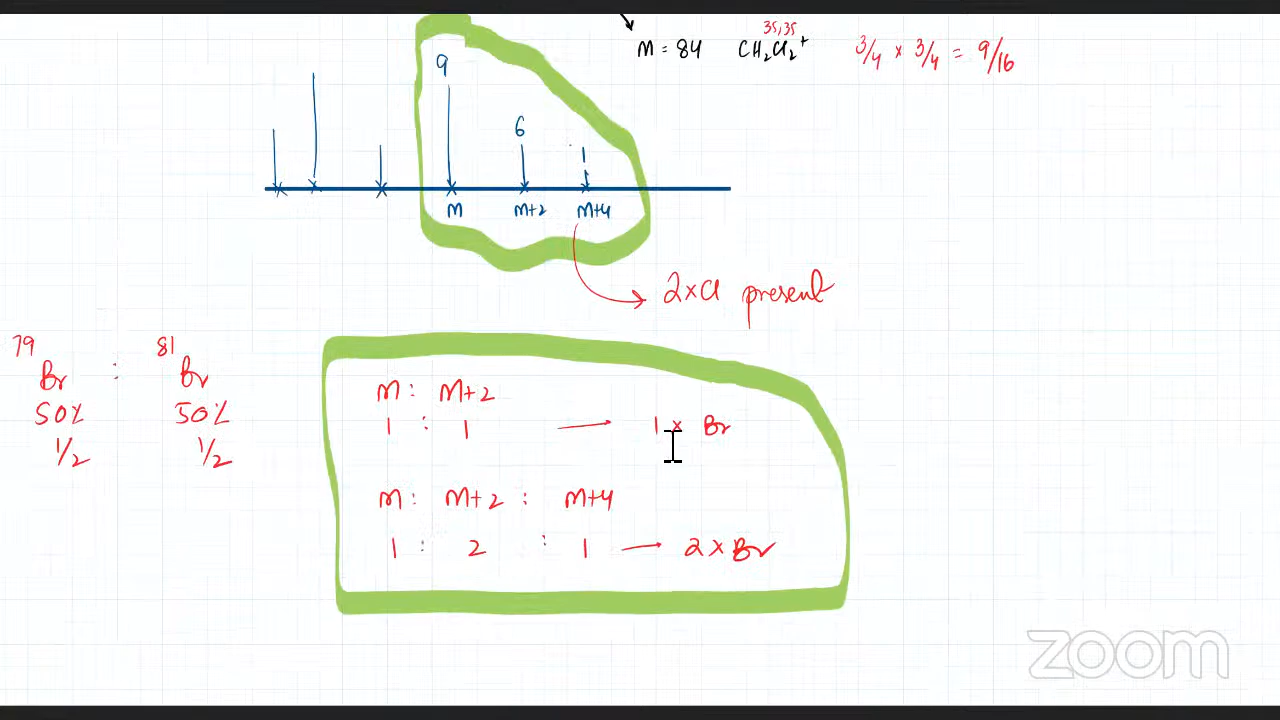 M = 84 CH₂Cl₂⁺ 35,35 3/4 × 3/4 = 9/16
9
6
1
M M+2 M+4
2×Cl present
79 Br : 81 Br
50% 50%
1/2 1/2
M : M+2
1 : 1 → 1 × Br
M : M+2 : M+4
1 : 2 : 1 → 2 × Br
zoom